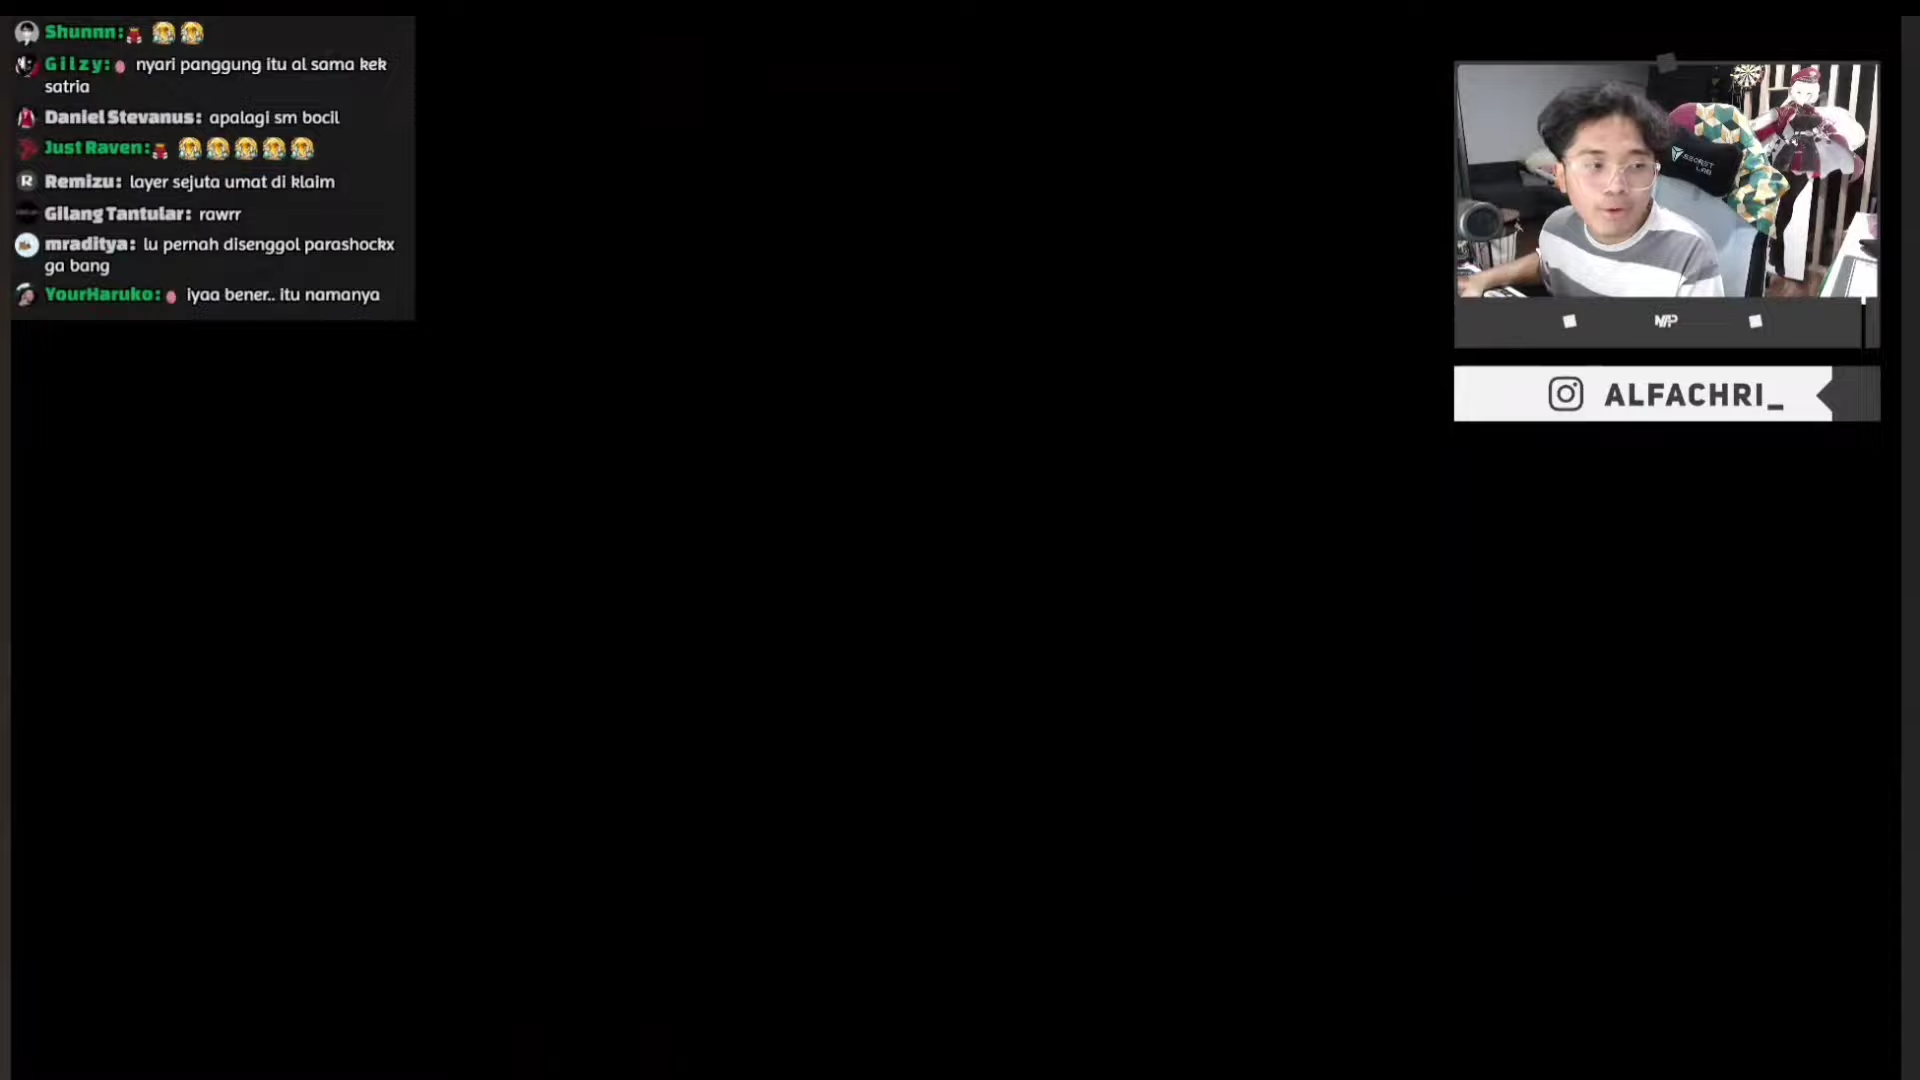 Shunnn:
Gilzy: nyari panggung itu al sama kek
satria
Daniel Stevanus: apalagi sm bocil
Just Raven:
R Remizu: layer sejuta umat di klaim
Gilang Tantular: rawrr
mraditya: lu pernah disenggol parashockx
ga bang
YourHaruko: iyaa bener.. itu namanya
SECRET
LAB
ALFACHRI_